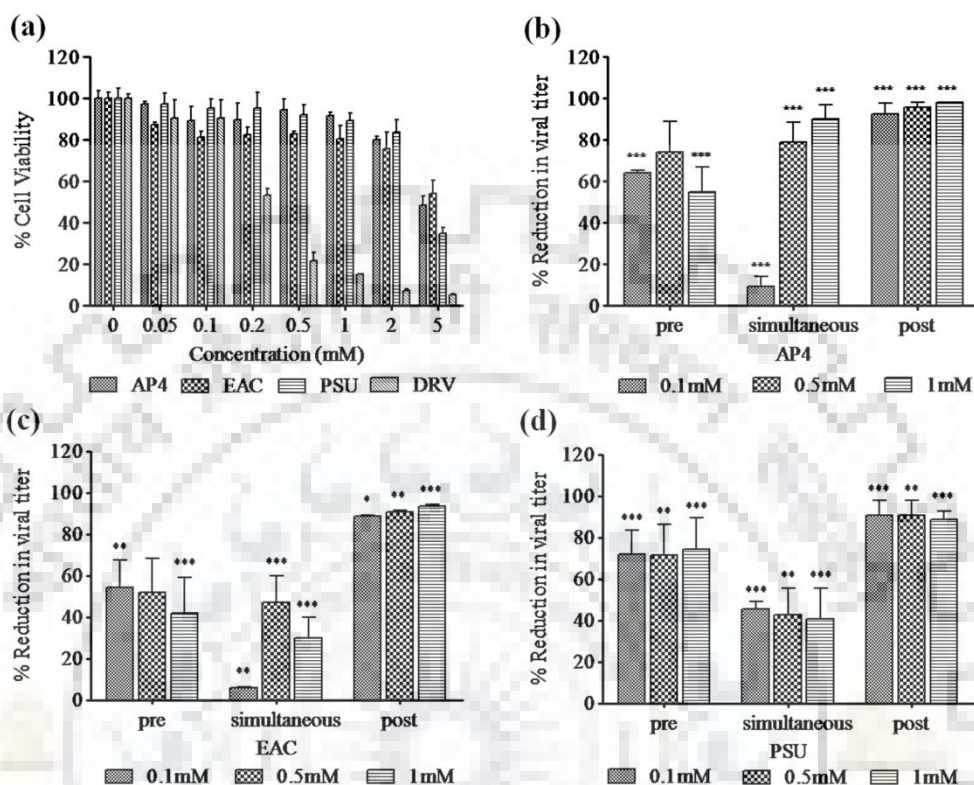 (a)
120
100
80
60
40
20
0
% Cell Viability
0 0.05 0.1 0.2 0.5 1 2 5
Concentration (mM)
AP4 EAC PSU DRV
(b)
120
100
80
60
40
20
0
% Reduction in viral titer
*** *** *** *** *** *** *** ***
pre simultaneous post
AP4
0.1mM 0.5mM 1mM
(c)
120
100
80
60
40
20
0
% Reduction in viral titer
** *** ** *** *** * ** ***
pre simultaneous post
EAC
0.1mM 0.5mM 1mM
(d)
120
100
80
60
40
20
0
% Reduction in viral titer
*** ** *** *** ** *** *** ** ***
pre simultaneous post
PSU
0.1mM 0.5mM 1mM